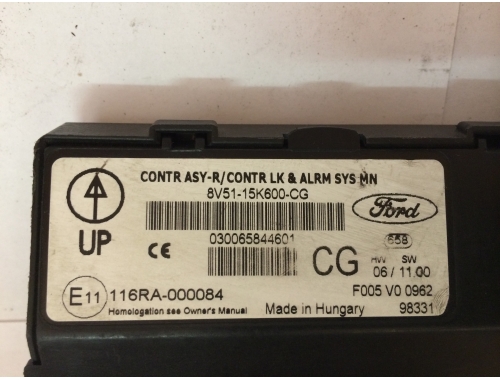 CONTR ASY-R/CONTR LK & ALRM SYS MN
8V51-15K600-CG
Ford
UP
CE
030065844601
658
CG
HW SW
06 / 11.00
E11
116RA-000084
F005 V0 0962
Homologation see Owner's Manual
Made in Hungary
98331